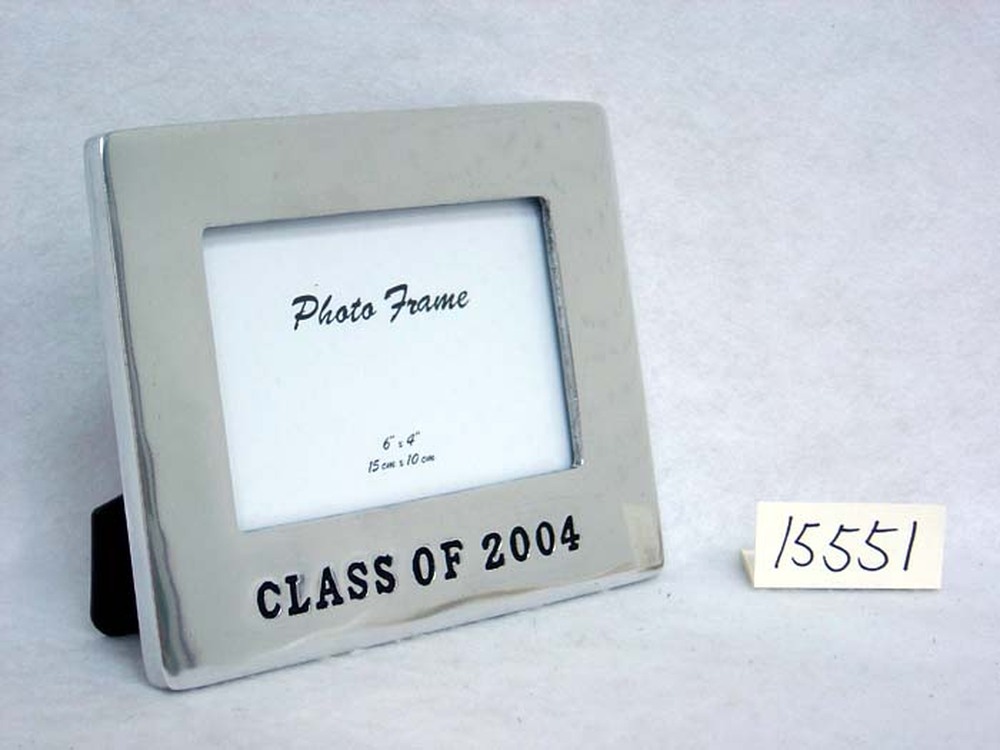 Photo Frame
6" x 4"
15 cm x 10 cm
CLASS OF 2004
15551